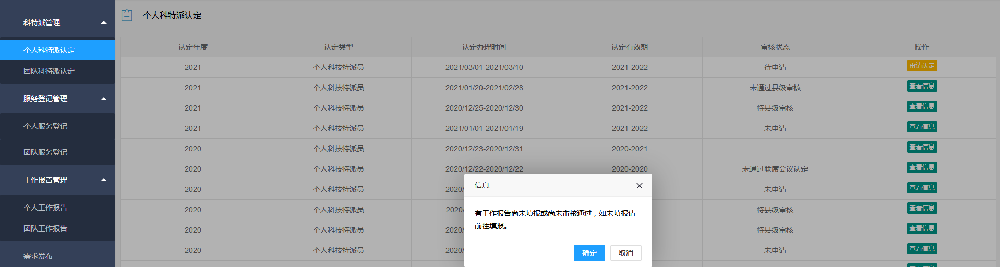 科特派管理
个人科特派认定
团队科特派认定
服务登记管理
个人服务登记
团队服务登记
工作报告管理
个人工作报告
团队工作报告
需求发布
个人科特派认定
认定年度 认定类型 认定办理时间 认定有效期 审核状态 操作
2021 个人科技特派员 2021/03/01-2021/03/10 2021-2022 待申请 申请认定
2021 个人科技特派员 2021/01/20-2021/02/28 2021-2022 未通过县级审核 查看信息
2021 个人科技特派员 2020/12/25-2020/12/30 2021-2022 待县级审核 查看信息
2021 个人科技特派员 2021/01/01-2021/01/19 2021-2022 未申请 查看信息
2020 个人科技特派员 2020/12/23-2020/12/31 2020-2021 查看信息
2020 个人科技特派员 2020/12/22-2020/12/22 2020-2020 未通过联席会议认定 查看信息
2020 个人科技特派员 2020/ 未申请 查看信息
2020 个人科技特派员 2020/ 待县级审核 查看信息
2020 个人科技特派员 2020/ 待县级审核 查看信息
2020 个人科技特派员 2020/ 未申请 查看信息
信息
有工作报告尚未填报或尚未审核通过，如未填报请
前往填报。
确定 取消